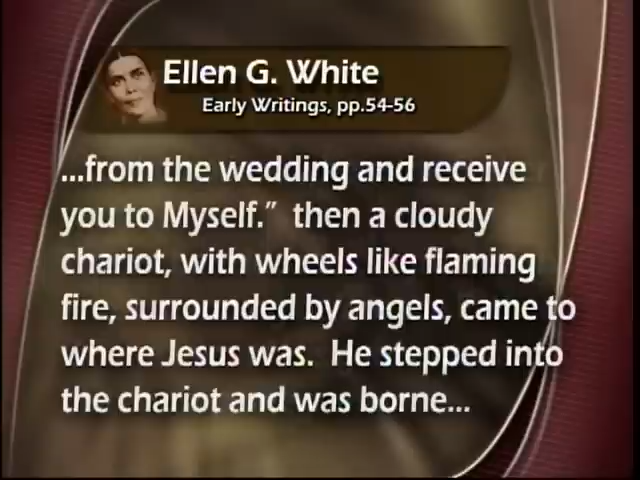 Ellen G. White
Early Writings, pp.54-56
...from the wedding and receive
you to Myself.” then a cloudy
chariot, with wheels like flaming
fire, surrounded by angels, came to
where Jesus was. He stepped into
the chariot and was borne...